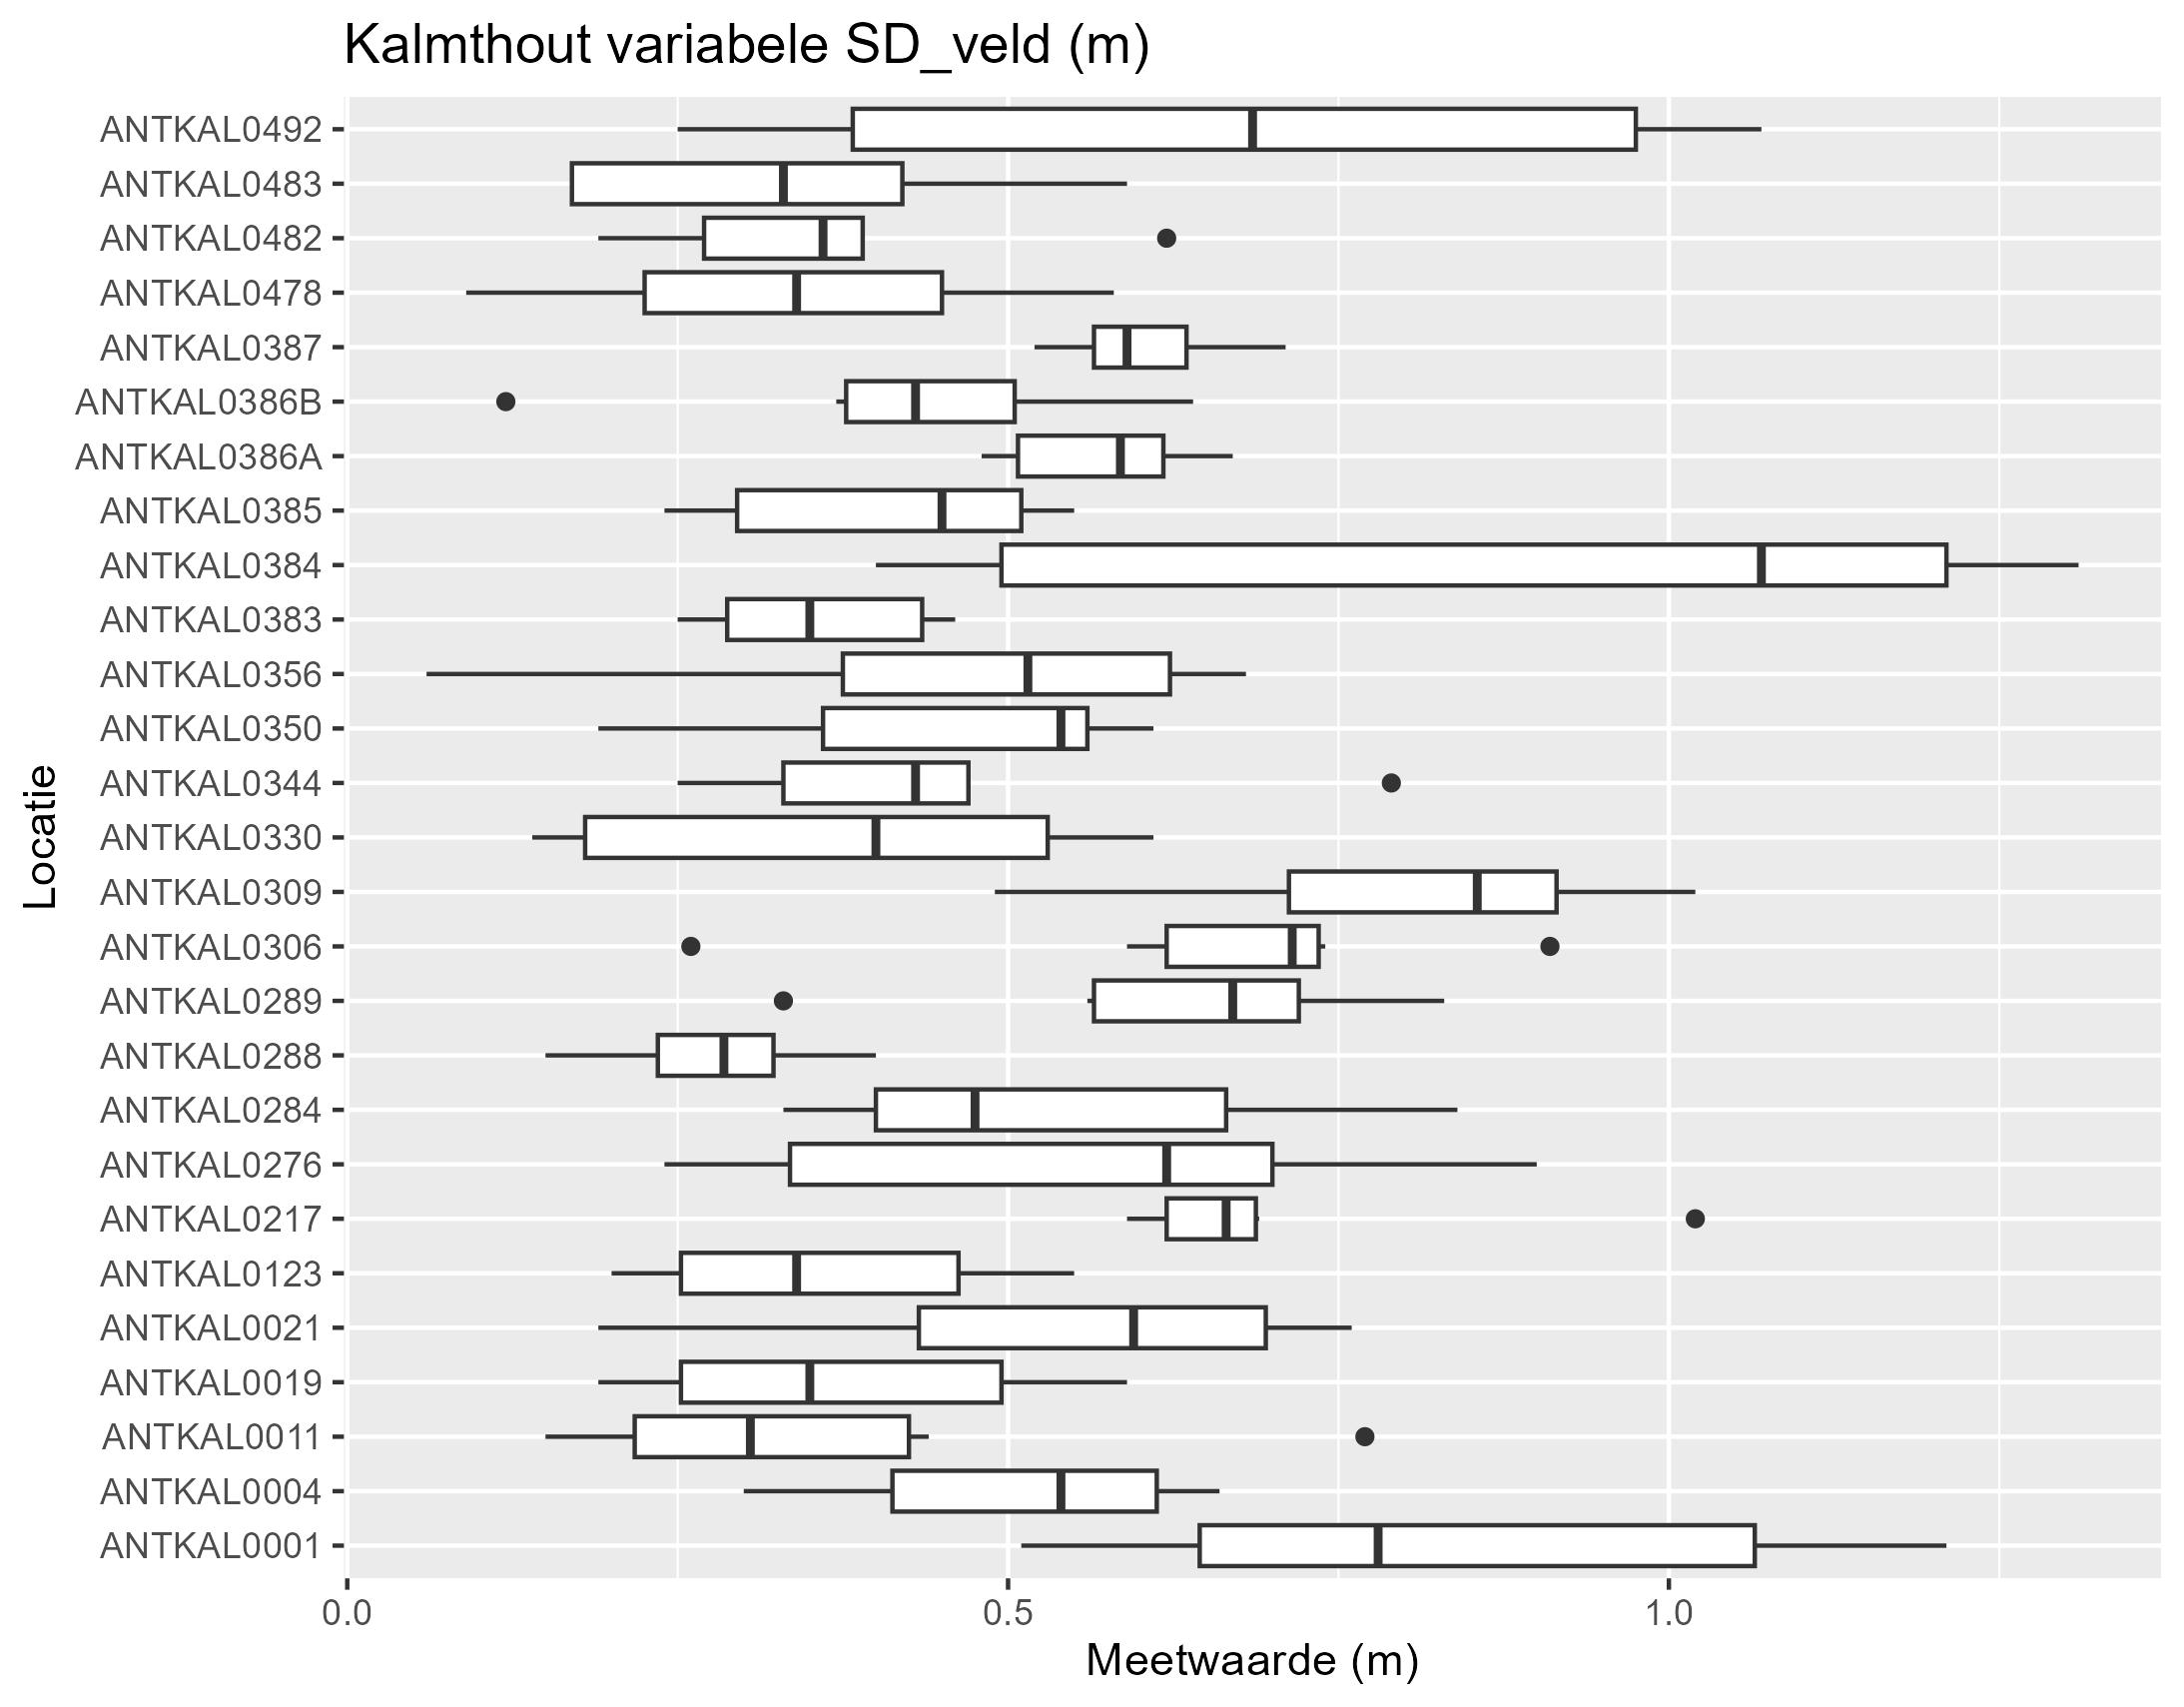 Kalmthout variabele SD_veld (m)
ANTKAL0492
ANTKAL0483
ANTKAL0482
ANTKAL0478
ANTKAL0387
ANTKAL0386B
ANTKAL0386A
ANTKAL0385
ANTKAL0384
ANTKAL0383
ANTKAL0356
ANTKAL0350
ANTKAL0344
ANTKAL0330
ANTKAL0309
ANTKAL0306
ANTKAL0289
ANTKAL0288
ANTKAL0284
ANTKAL0276
ANTKAL0217
ANTKAL0123
ANTKAL0021
ANTKAL0019
ANTKAL0011
ANTKAL0004
ANTKAL0001
Locatie
0.0 0.5 1.0
Meetwaarde (m)